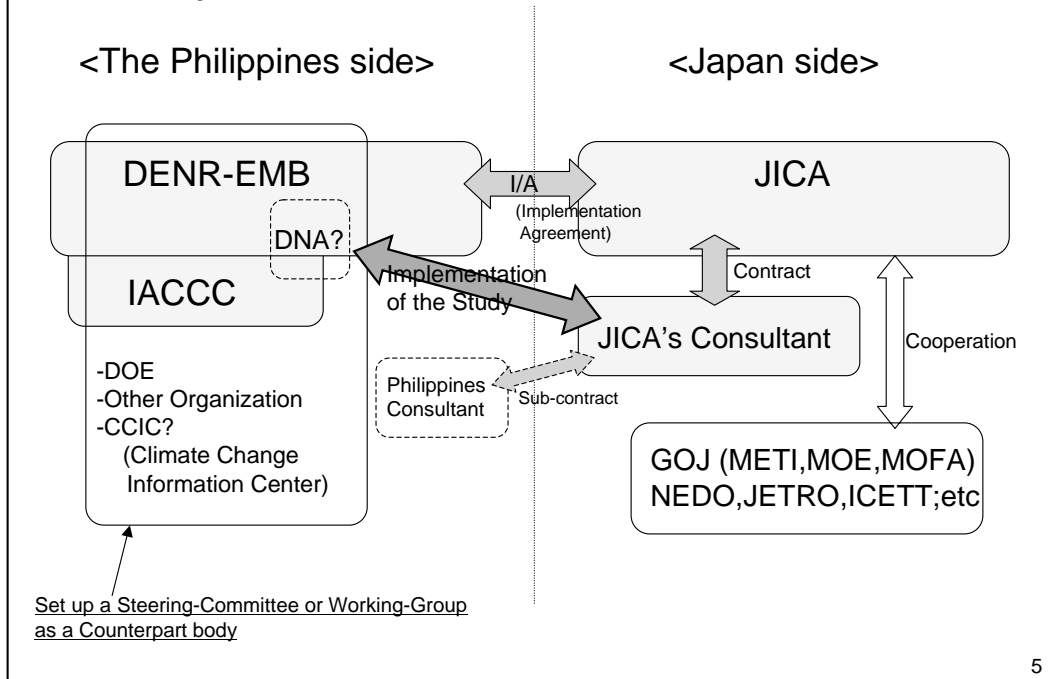 <The Philippines side>
<Japan side>
DENR-EMB
DNA?
IACCC
-DOE
-Other Organization
-CCIC?
(Climate Change
Information Center)
I/A
(Implementation
Agreement)
Implementation
of the Study
Philippines
Consultant
Sub-contract
JICA
Contract
JICA's Consultant
Cooperation
GOJ (METI,MOE,MOFA)
NEDO,JETRO,ICETT;etc
Set up a Steering-Committee or Working-Group
as a Counterpart body
5